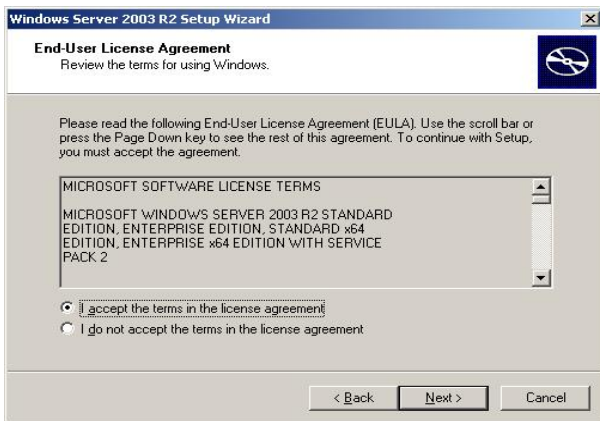 Windows Server 2003 R2 Setup Wizard
End-User License Agreement
Review the terms for using Windows.
Please read the following End-User License Agreement (EULA). Use the scroll bar or
press the Page Down key to see the rest of this agreement. To continue with Setup,
you must accept the agreement.
MICROSOFT SOFTWARE LICENSE TERMS
MICROSOFT WINDOWS SERVER 2003 R2 STANDARD
EDITION, ENTERPRISE EDITION, STANDARD x64
EDITION, ENTERPRISE x64 EDITION WITH SERVICE
PACK 2
I accept the terms in the license agreement
I do not accept the terms in the license agreement
< Back Next > Cancel